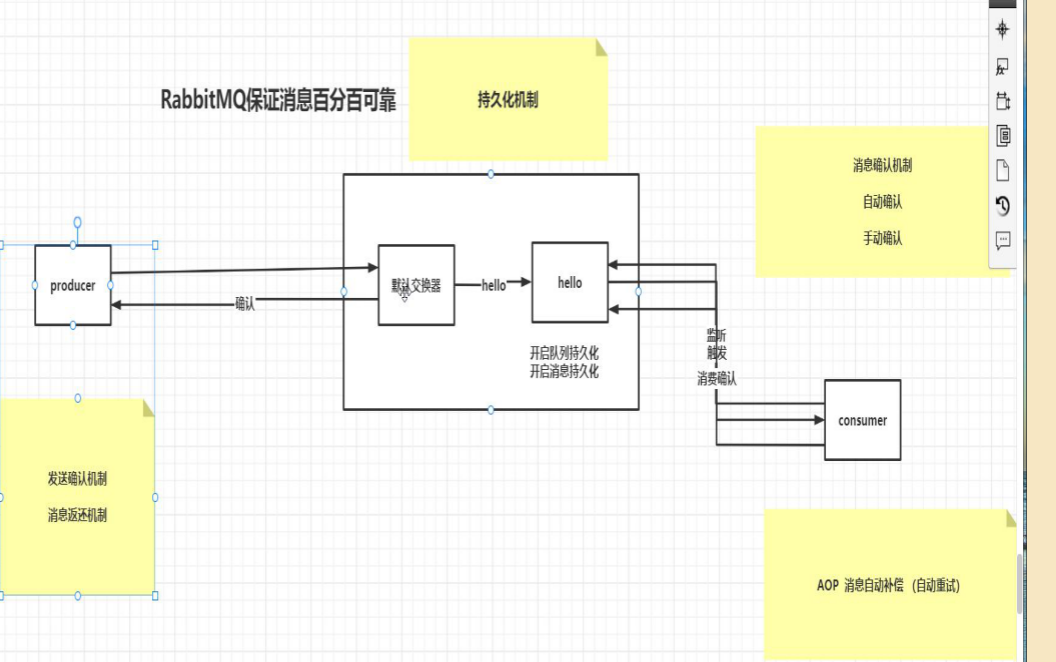 RabbitMQ保证消息百分百可靠
持久化机制
消息确认机制
自动确认
手动确认
producer
确认
默认交换器
hello
hello
开启队列持久化
开启消息持久化
监听
触发
消费确认
consumer
发送确认机制
消息返还机制
AOP 消息自动补偿 (自动重试)